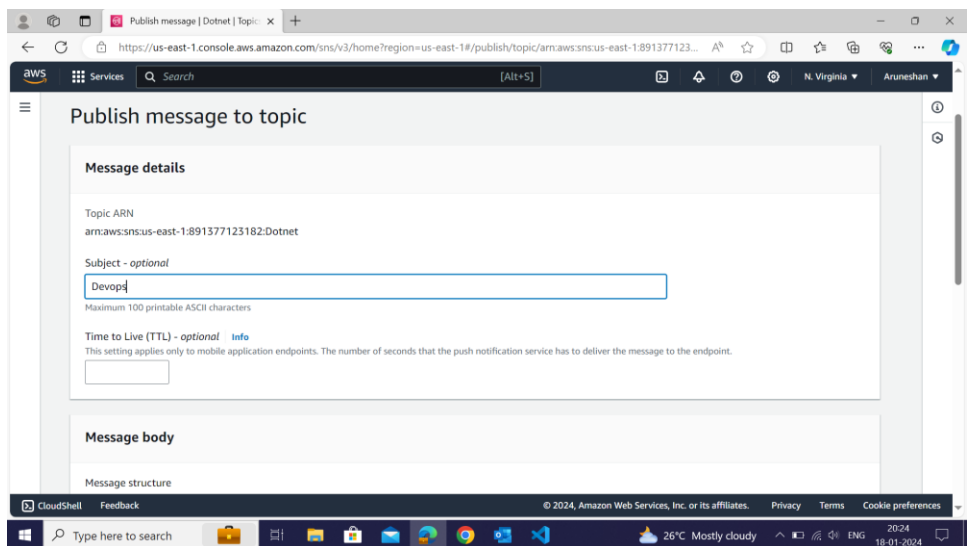 Publish message | Dotnet | Topic
https://us-east-1.console.aws.amazon.com/sns/v3/home?region=us-east-1#/publish/topic/arn:aws:sns:us-east-1:891377123...
aws
Services
Search
[Alt+S]
N. Virginia
Aruneshan
Publish message to topic
Message details
Topic ARN
arn:aws:sns:us-east-1:891377123182:Dotnet
Subject - optional
Devops
Maximum 100 printable ASCII characters
Time to Live (TTL) - optional Info
This setting applies only to mobile application endpoints. The number of seconds that the push notification service has to deliver the message to the endpoint.
Message body
Message structure
CloudShell Feedback © 2024, Amazon Web Services, Inc. or its affiliates. Privacy Terms Cookie preferences
Type here to search
26°C Mostly cloudy
ENG
20:24
18-01-2024